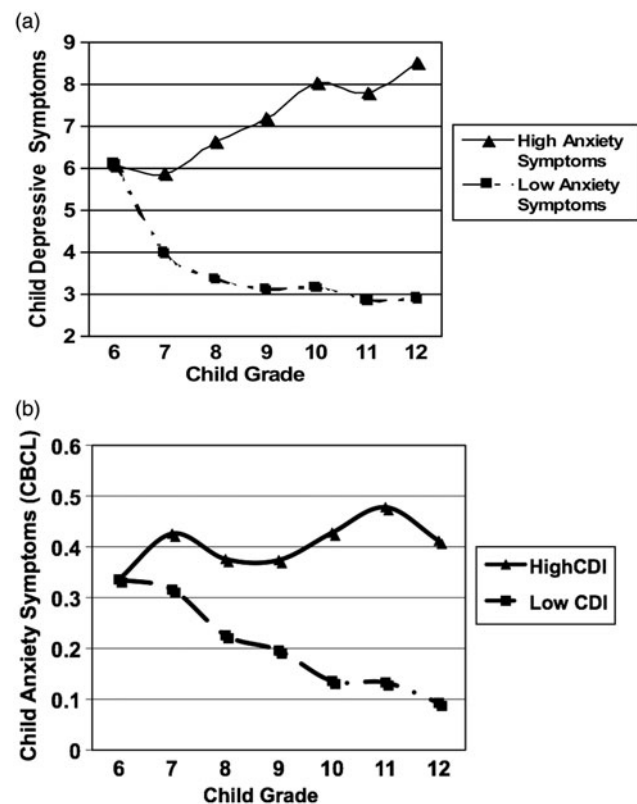 (a)
9
8
7
6
5
4
3
2
Child Depressive Symptoms
6 7 8 9 10 11 12
Child Grade
High Anxiety
Symptoms
Low Anxiety
Symptoms
(b)
0.6
0.5
0.4
0.3
0.2
0.1
0
Child Anxiety Symptoms (CBCL)
6 7 8 9 10 11 12
Child Grade
HighCDI
Low CDI